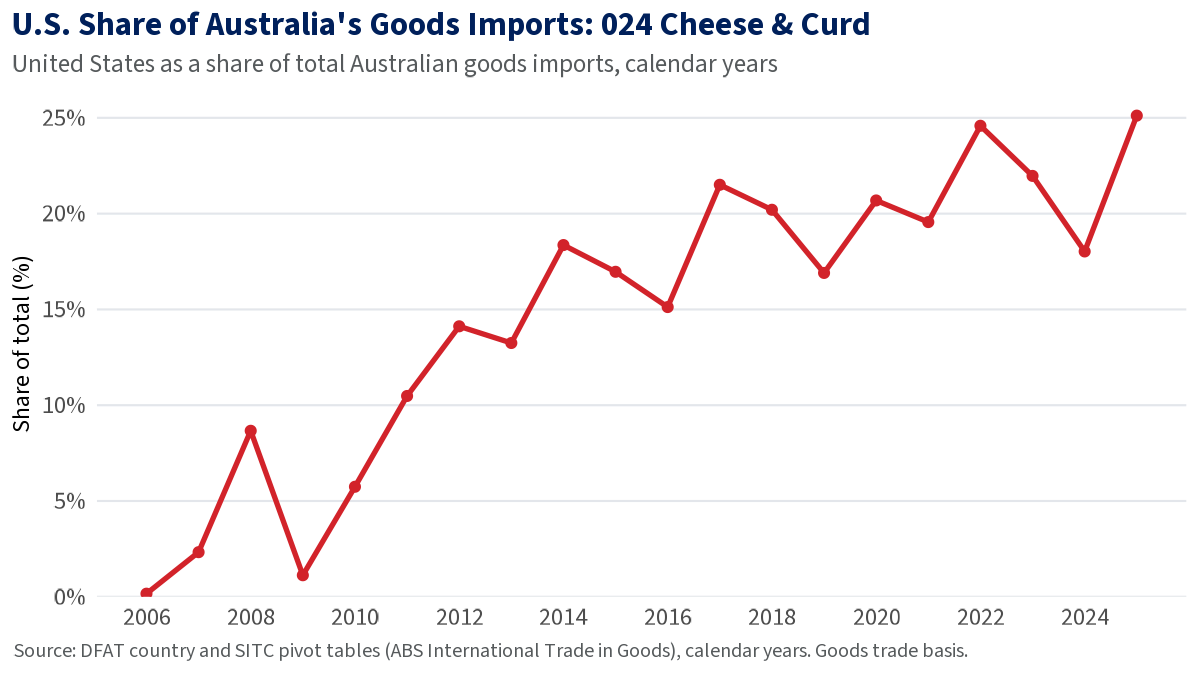 U.S. Share of Australia's Goods Imports: 024 Cheese & Curd
United States as a share of total Australian goods imports, calendar years
Share of total (%)
25%
20%
15%
10%
5%
0%
2006 2008 2010 2012 2014 2016 2018 2020 2022 2024
Source: DFAT country and SITC pivot tables (ABS International Trade in Goods), calendar years. Goods trade basis.